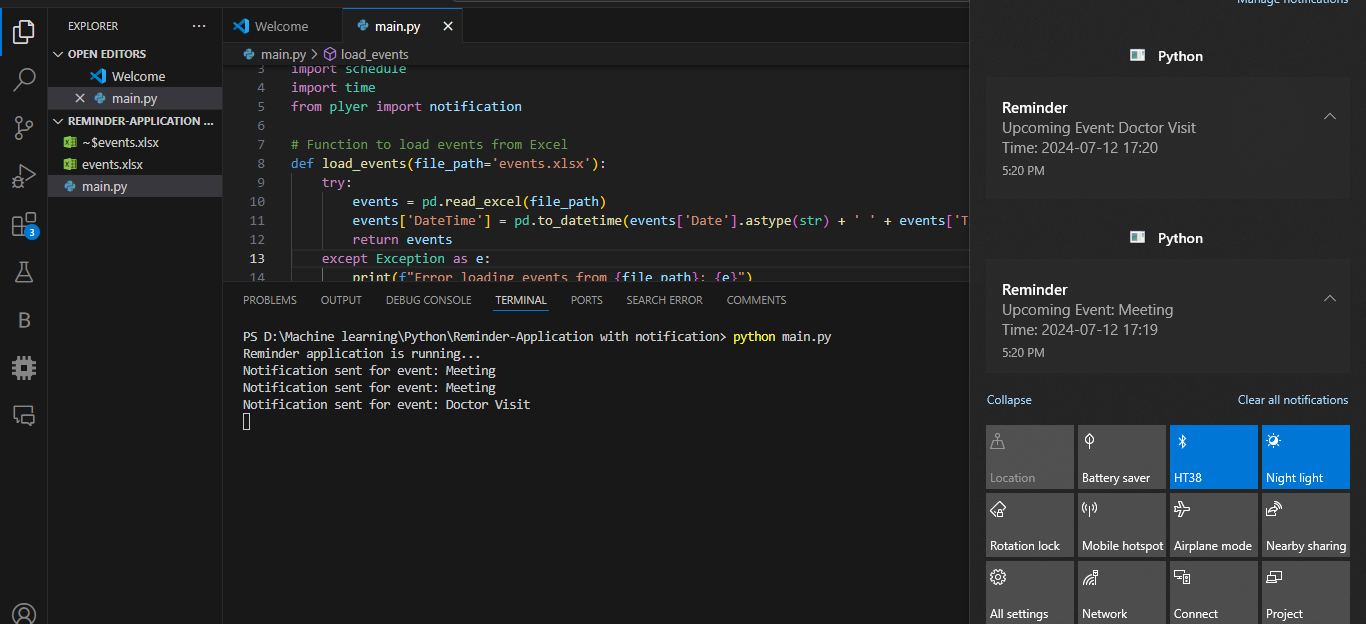 EXPLORER
OPEN EDITORS
Welcome
main.py
REMINDER-APPLICATION ...
~$events.xlsx
events.xlsx
main.py
3
Welcome
main.py
main.py > load_events
3 import schedule
4 import time
5 from plyer import notification
6
7 # Function to load events from Excel
8 def load_events(file_path='events.xlsx'):
9 try:
10 events = pd.read_excel(file_path)
11 events['DateTime'] = pd.to_datetime(events['Date'].astype(str) + ' ' + events['T
12 return events
13 except Exception as e:
14 print(f"Error loading events from {file_path}: {e}")
PROBLEMS OUTPUT DEBUG CONSOLE TERMINAL PORTS SEARCH ERROR COMMENTS
PS D:\Machine learning\Python\Reminder-Application with notification> python main.py
Reminder application is running...
Notification sent for event: Meeting
Notification sent for event: Meeting
Notification sent for event: Doctor Visit
Manage notifications
Python
Reminder
Upcoming Event: Doctor Visit
Time: 2024-07-12 17:20
5:20 PM
Python
Reminder
Upcoming Event: Meeting
Time: 2024-07-12 17:19
5:20 PM
Collapse Clear all notifications
Location Battery saver HT38 Night light
Rotation lock Mobile hotspot Airplane mode Nearby sharing
All settings Network Connect Project